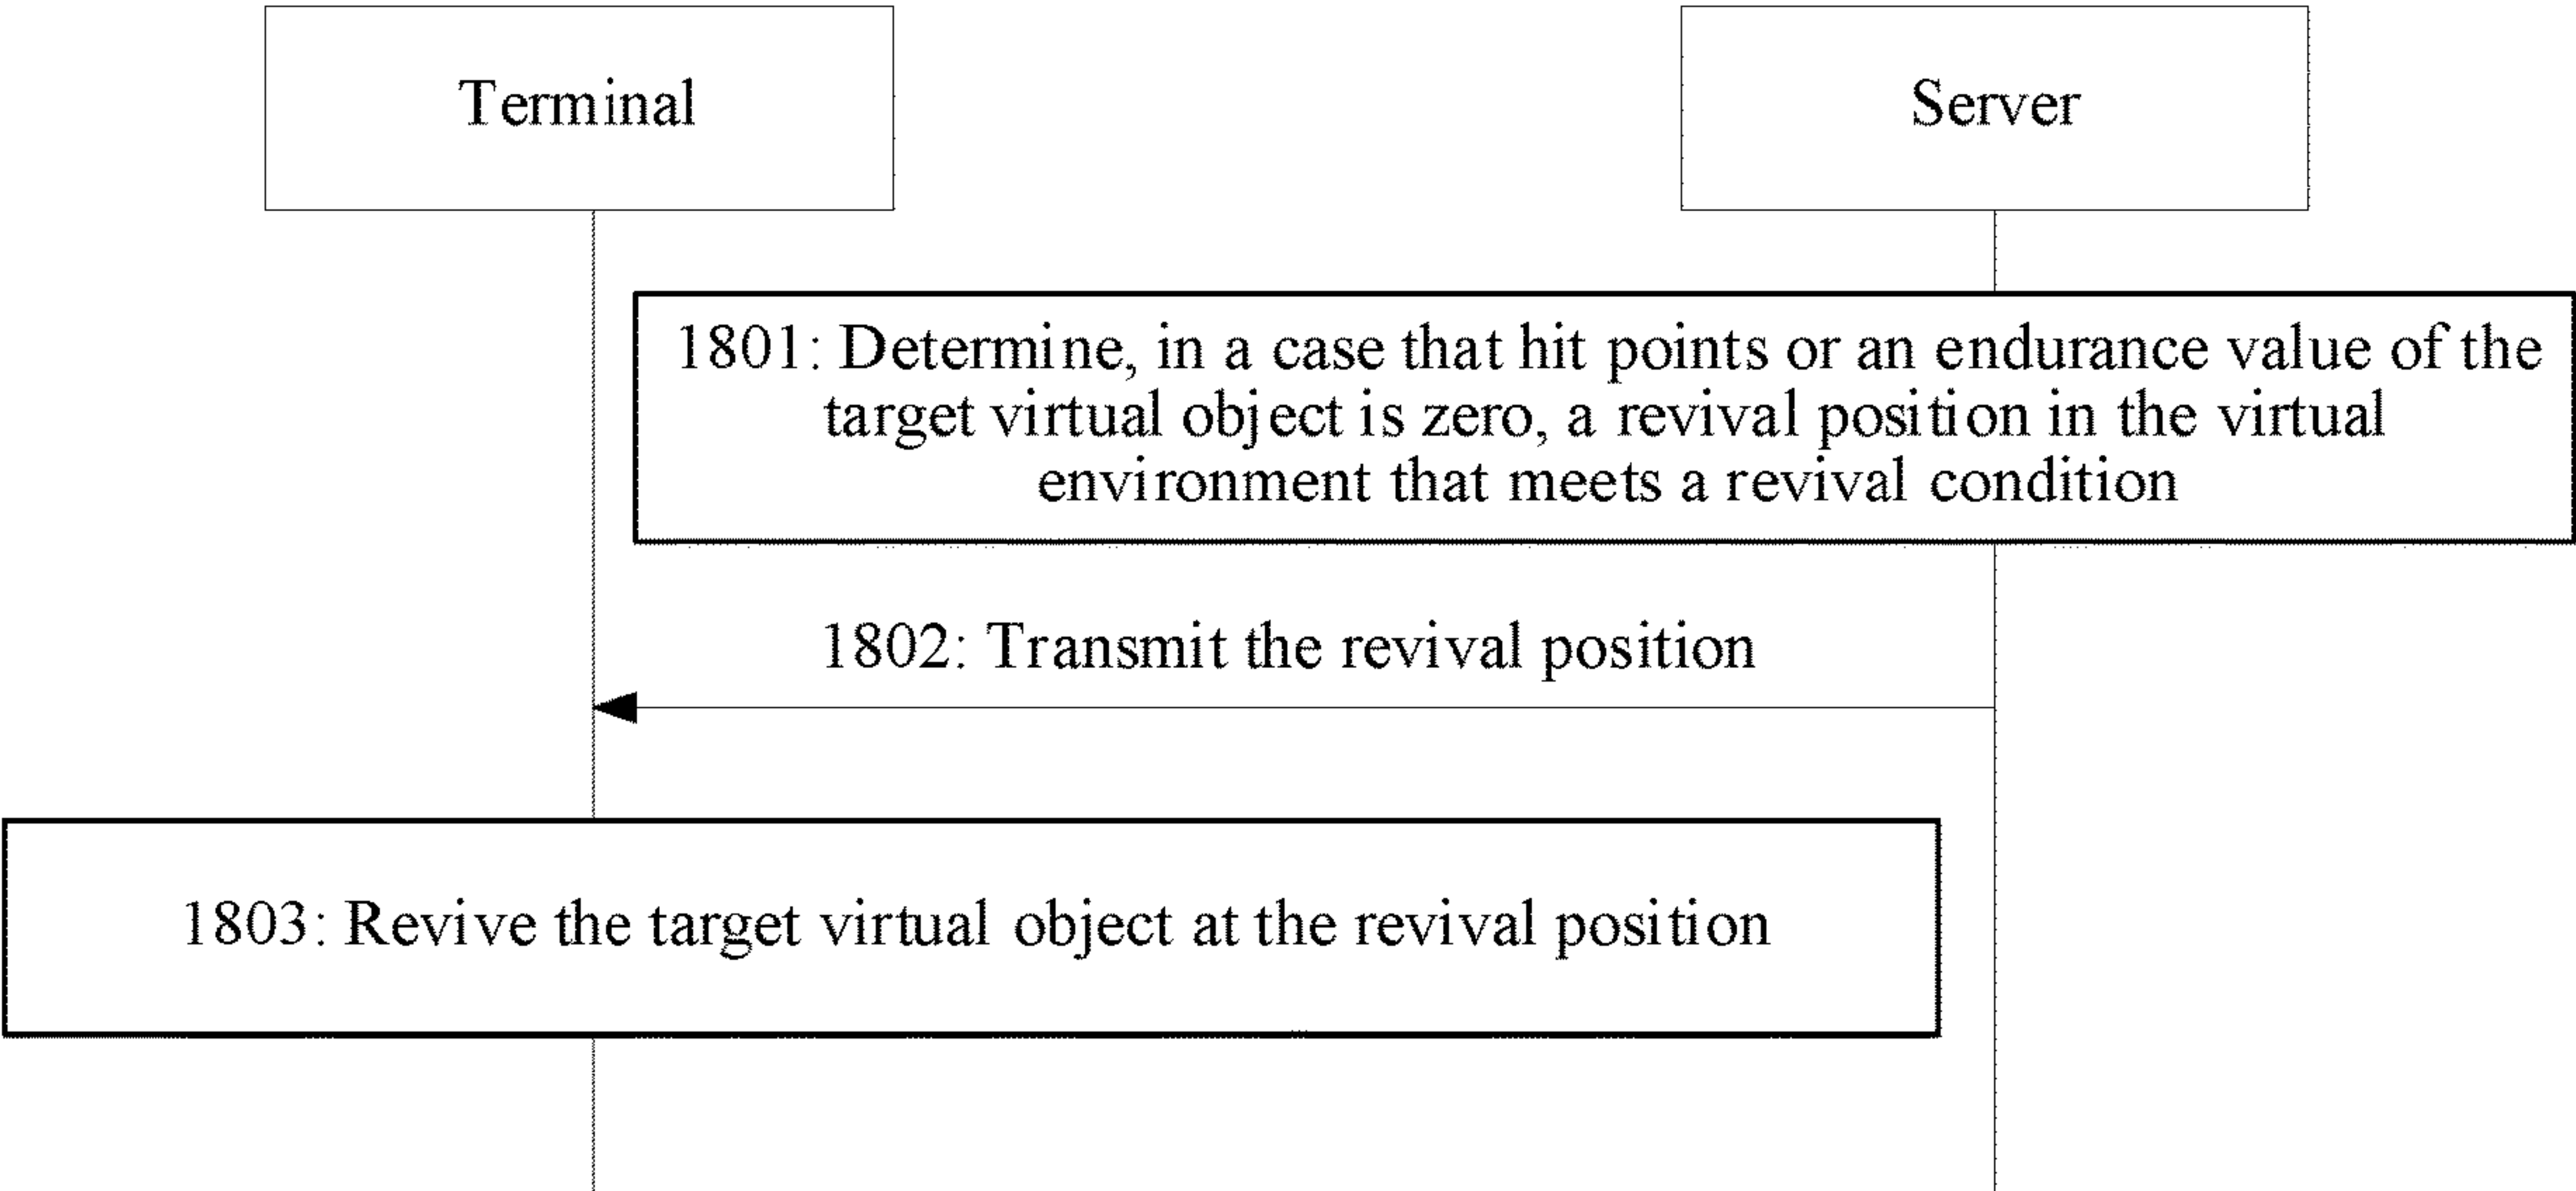 Terminal
Server
1801: Determine, in a case that hit points or an endurance value of the
target virtual object is zero, a revival position in the virtual
environment that meets a revival condition
1802: Transmit the revival position
1803: Revive the target virtual object at the revival position